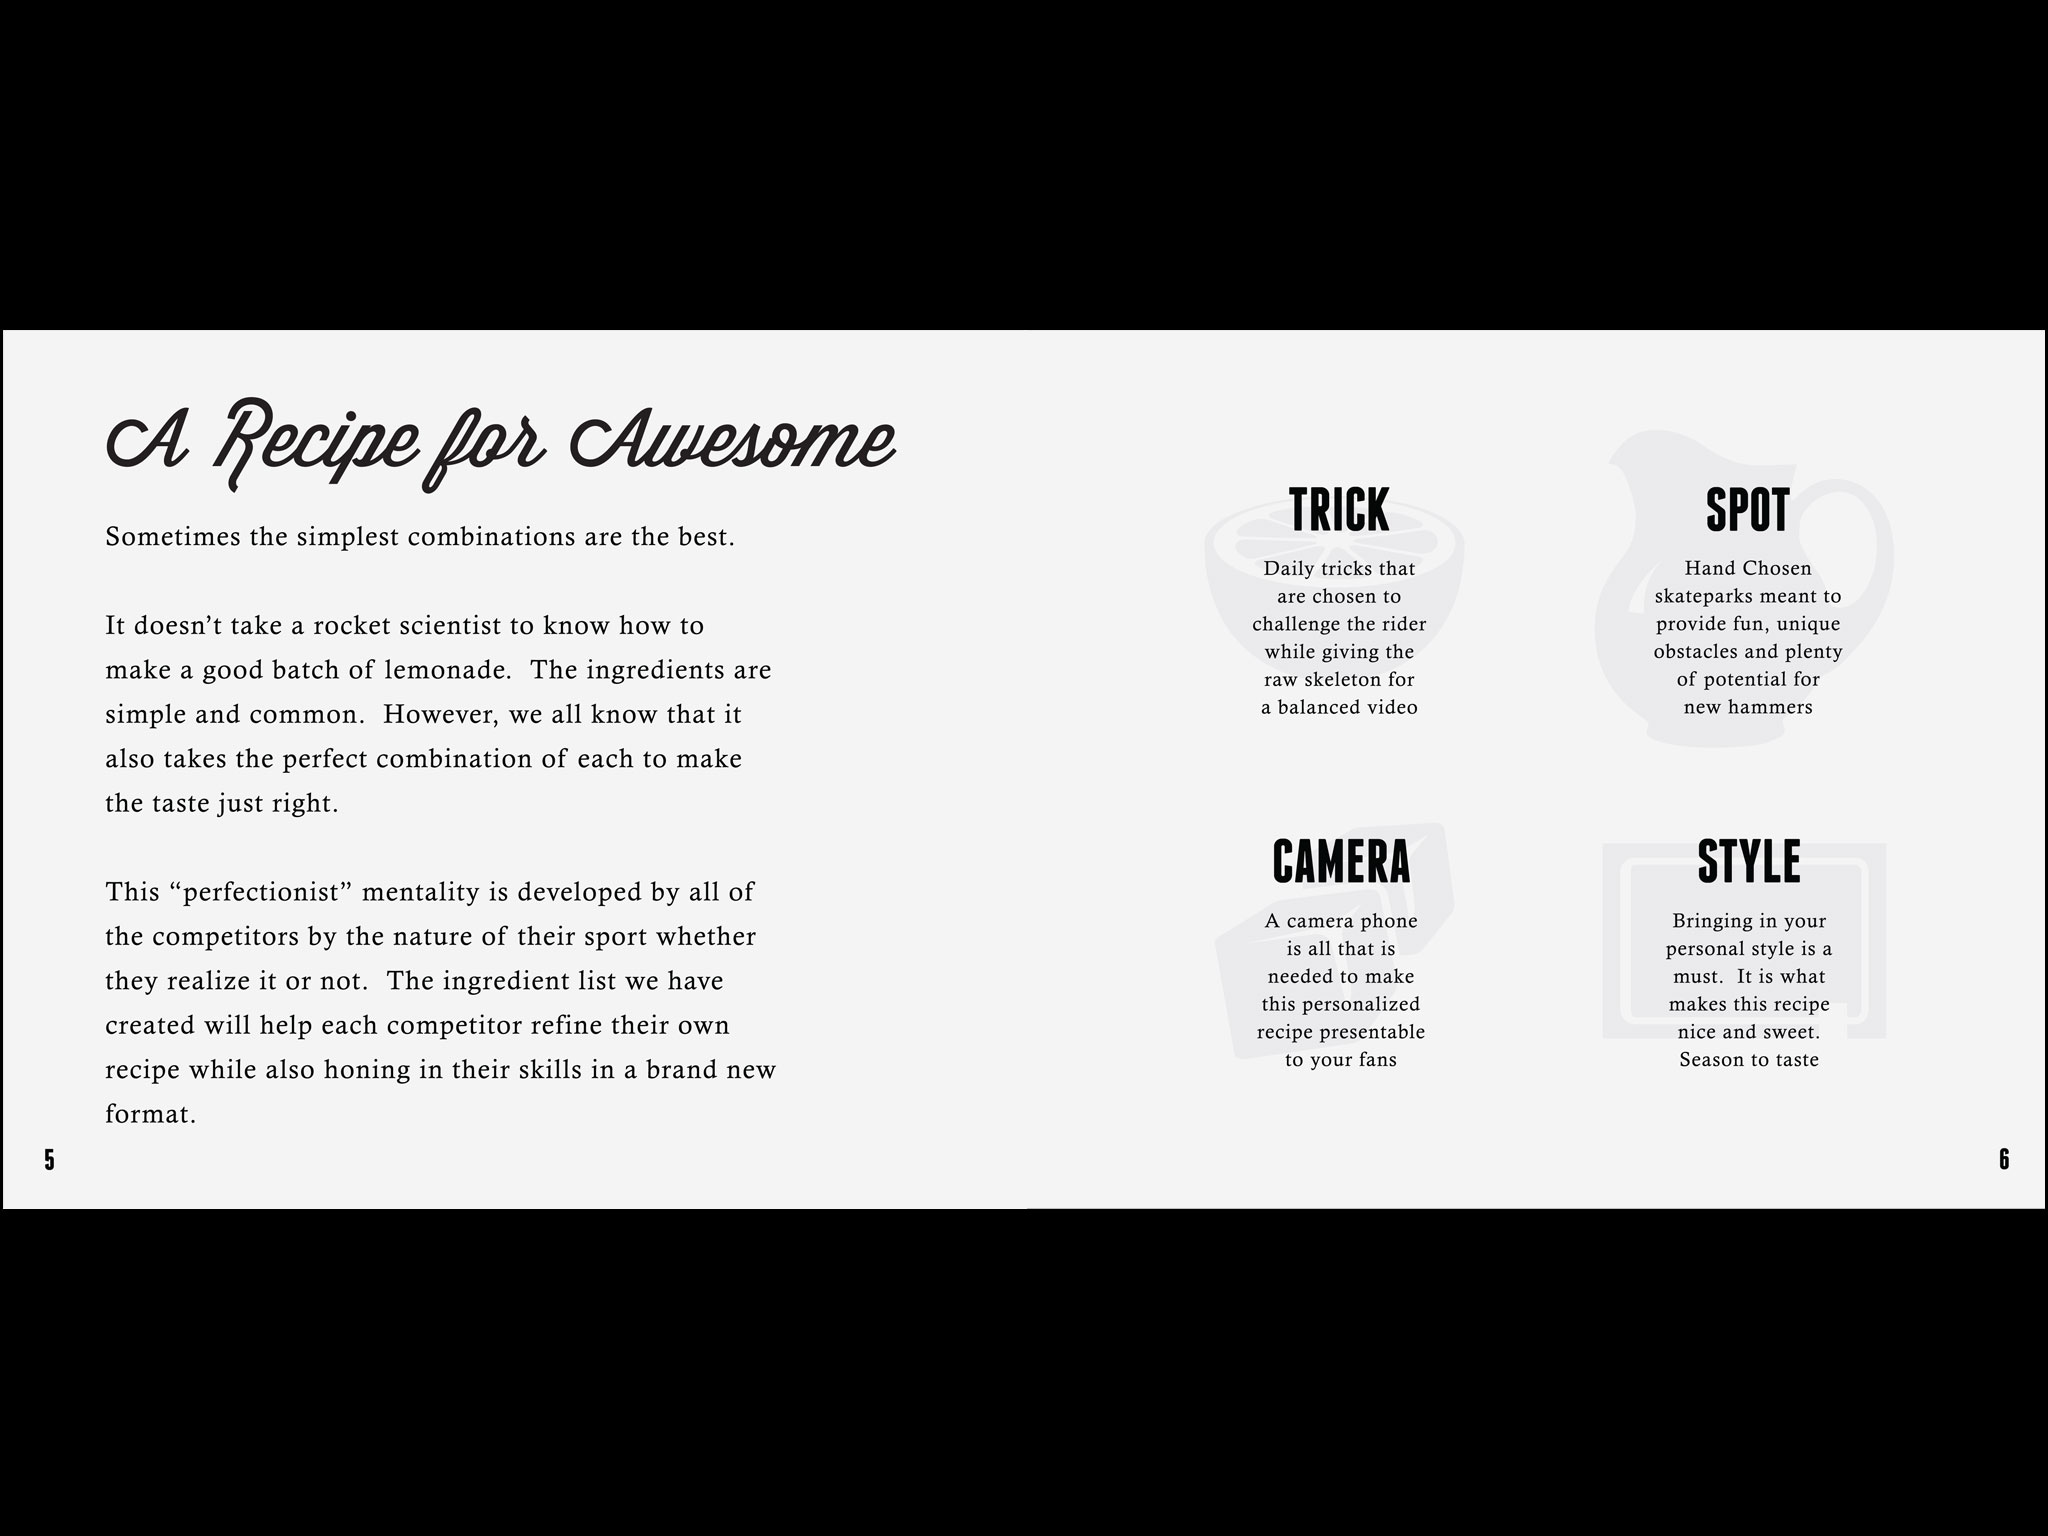 A Recipe for Awesome
Sometimes the simplest combinations are the best.
It doesn’t take a rocket scientist to know how to
make a good batch of lemonade.  The ingredients are
simple and common.  However, we all know that it
also takes the perfect combination of each to make
the taste just right.
This “perfectionist” mentality is developed by all of
the competitors by the nature of their sport whether
they realize it or not.  The ingredient list we have
created will help each competitor refine their own
recipe while also honing in their skills in a brand new
format.
5
TRICK
Daily tricks that
are chosen to
challenge the rider
while giving the
raw skeleton for
a balanced video
SPOT
Hand Chosen
skateparks meant to
provide fun, unique
obstacles and plenty
of potential for
new hammers
CAMERA
A camera phone
is all that is
needed to make
this personalized
recipe presentable
to your fans
STYLE
Bringing in your
personal style is a
must.  It is what
makes this recipe
nice and sweet.
Season to taste
6